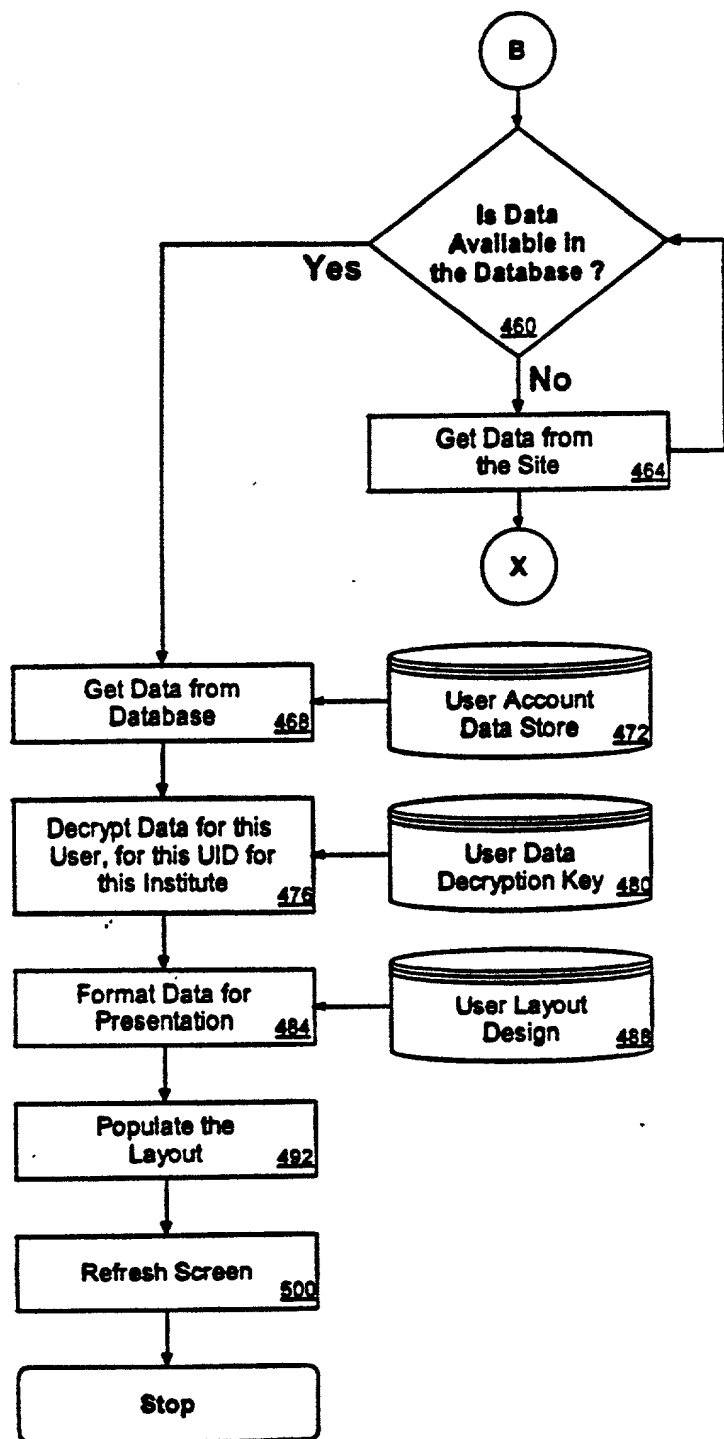 B
Is Data
Available in
the Database ?
460
Yes
No
Get Data from
the Site
464
X
Get Data from
Database
468
User Account
Data Store
472
Decrypt Data for this
User, for this UID for
this Institute
476
User Data
Decryption Key
480
Format Data for
Presentation
484
User Layout
Design
488
Populate the
Layout
492
Refresh Screen
500
Stop